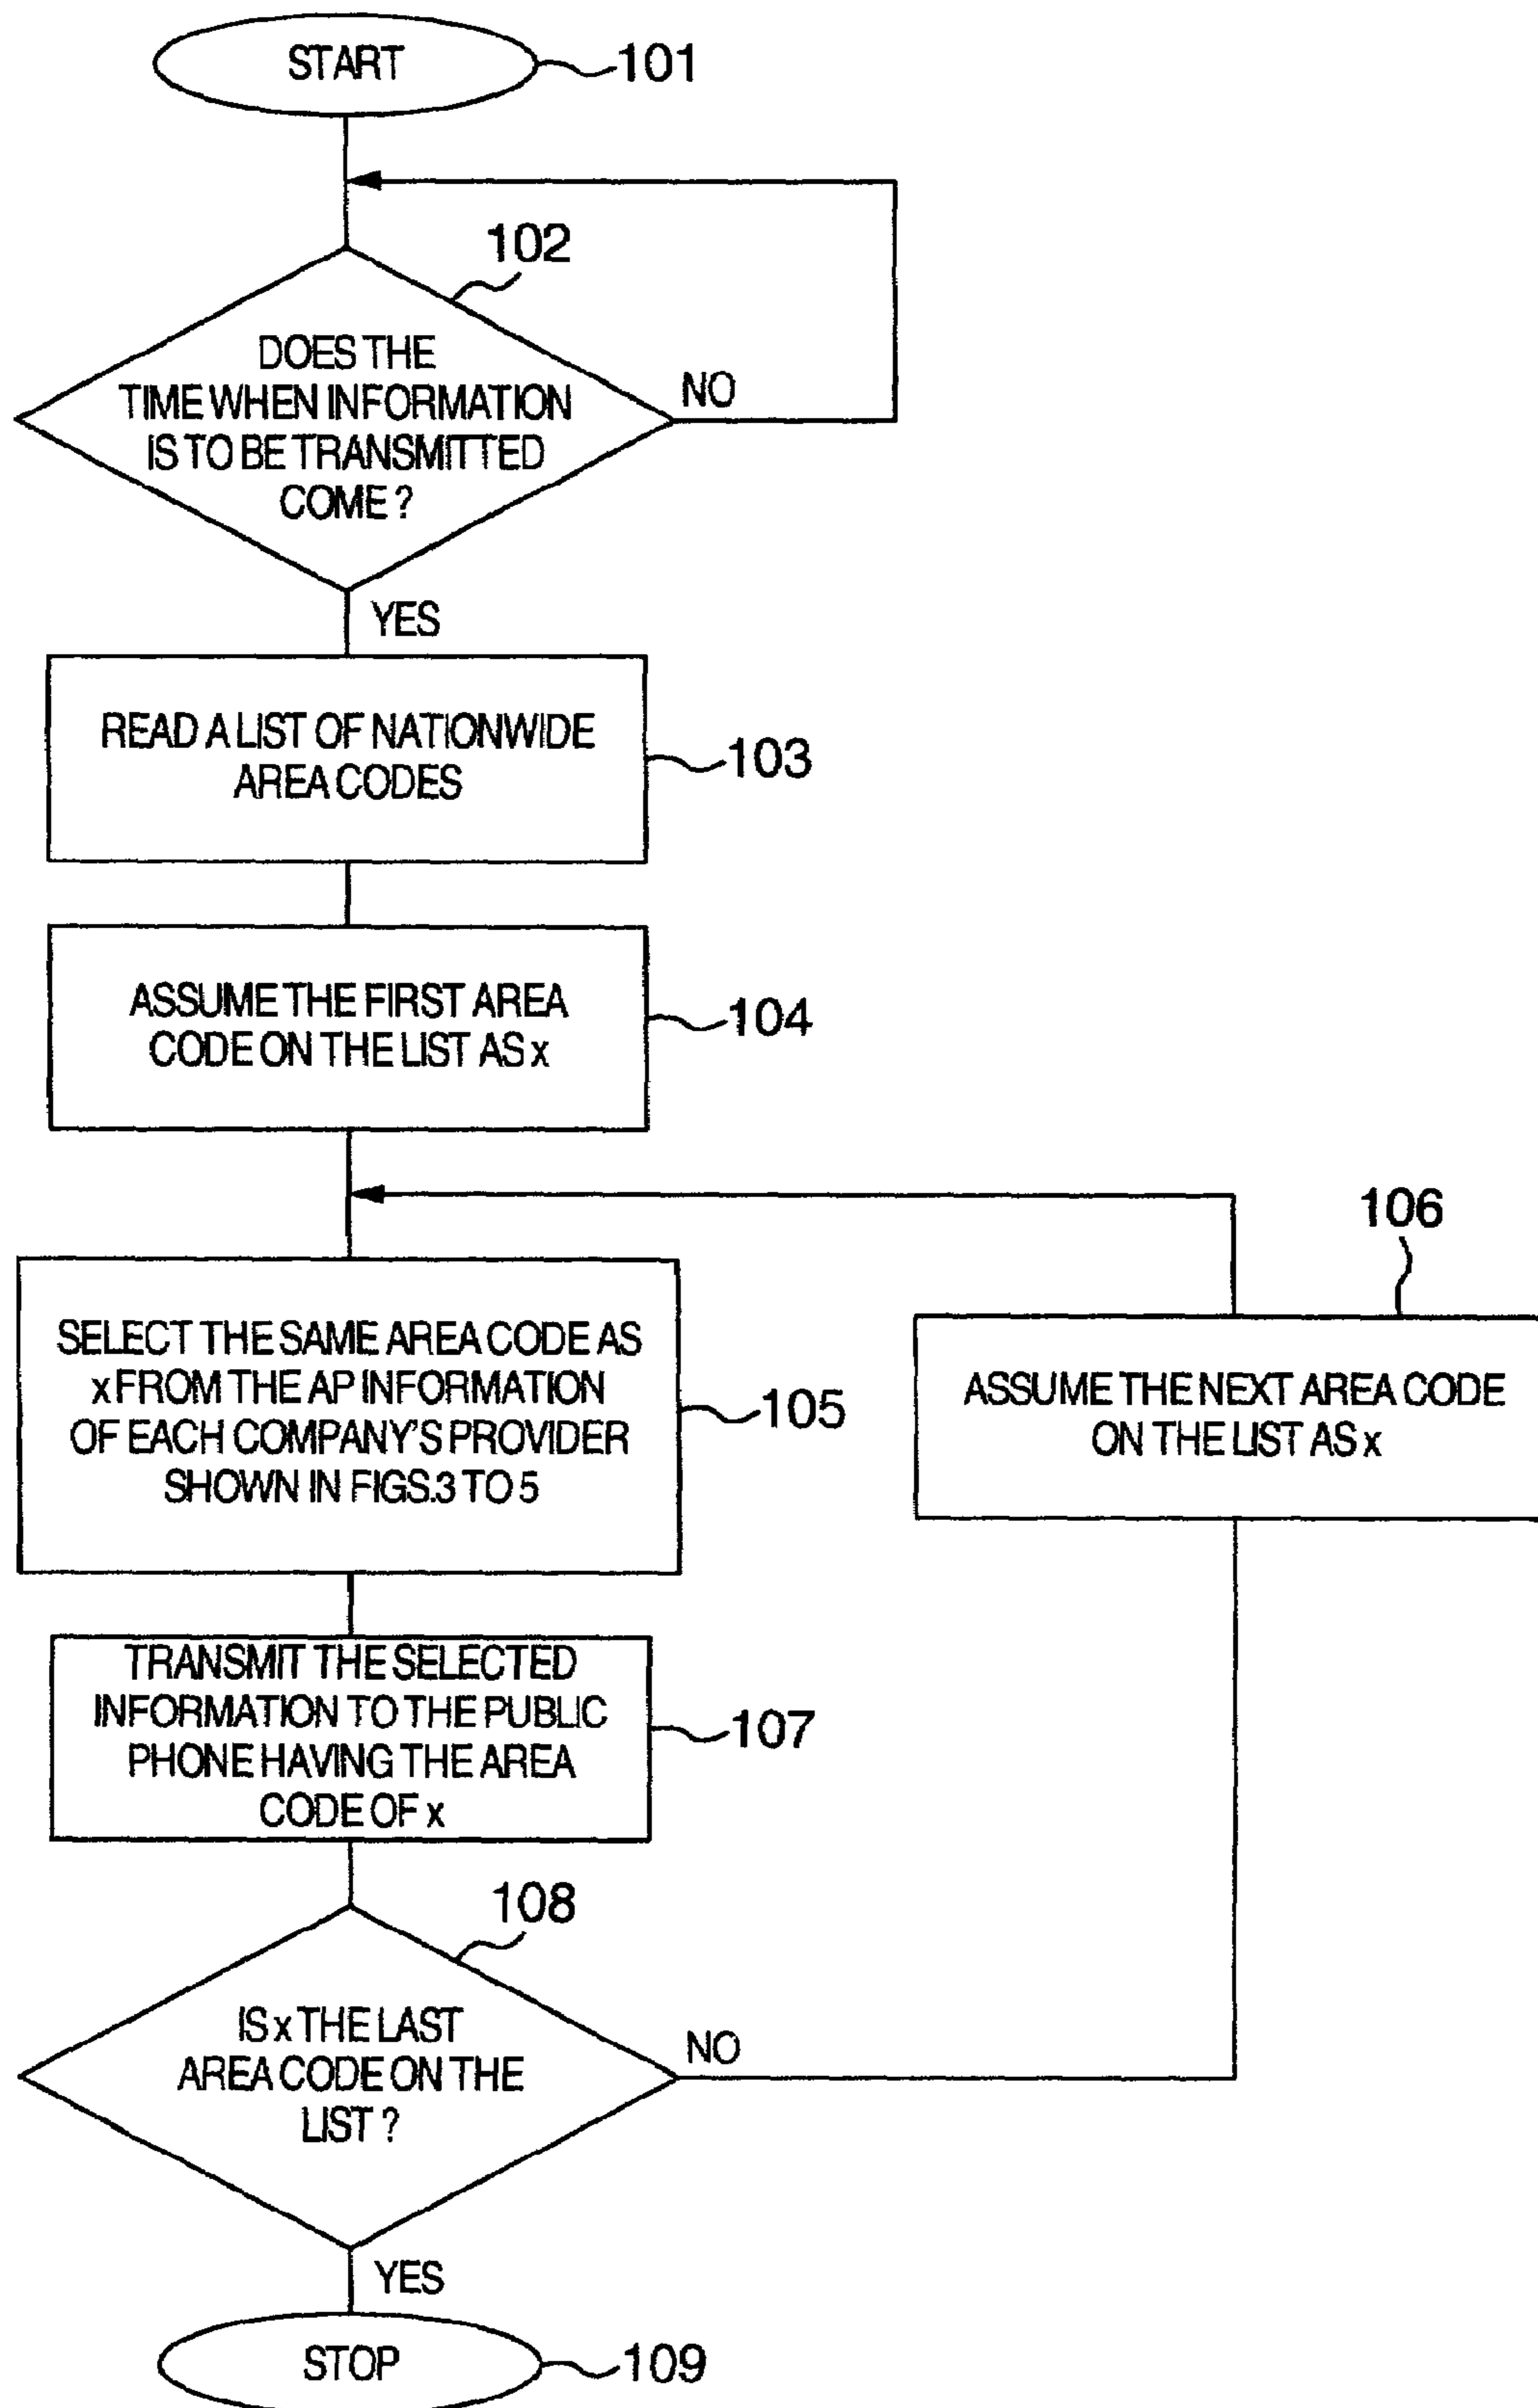 START
101
102
DOES THE
TIME WHEN INFORMATION
IS TO BE TRANSMITTED
COME ?
NO
YES
READ A LIST OF NATIONWIDE
AREA CODES
103
ASSUME THE FIRST AREA
CODE ON THE LIST AS x
104
SELECT THE SAME AREA CODE AS
x FROM THE AP INFORMATION
OF EACH COMPANY'S PROVIDER
SHOWN IN FIGS.3 TO 5
105
106
ASSUME THE NEXT AREA CODE
ON THE LIST AS x
TRANSMIT THE SELECTED
INFORMATION TO THE PUBLIC
PHONE HAVING THE AREA
CODE OF x
107
108
IS x THE LAST
AREA CODE ON THE
LIST ?
NO
YES
STOP
109